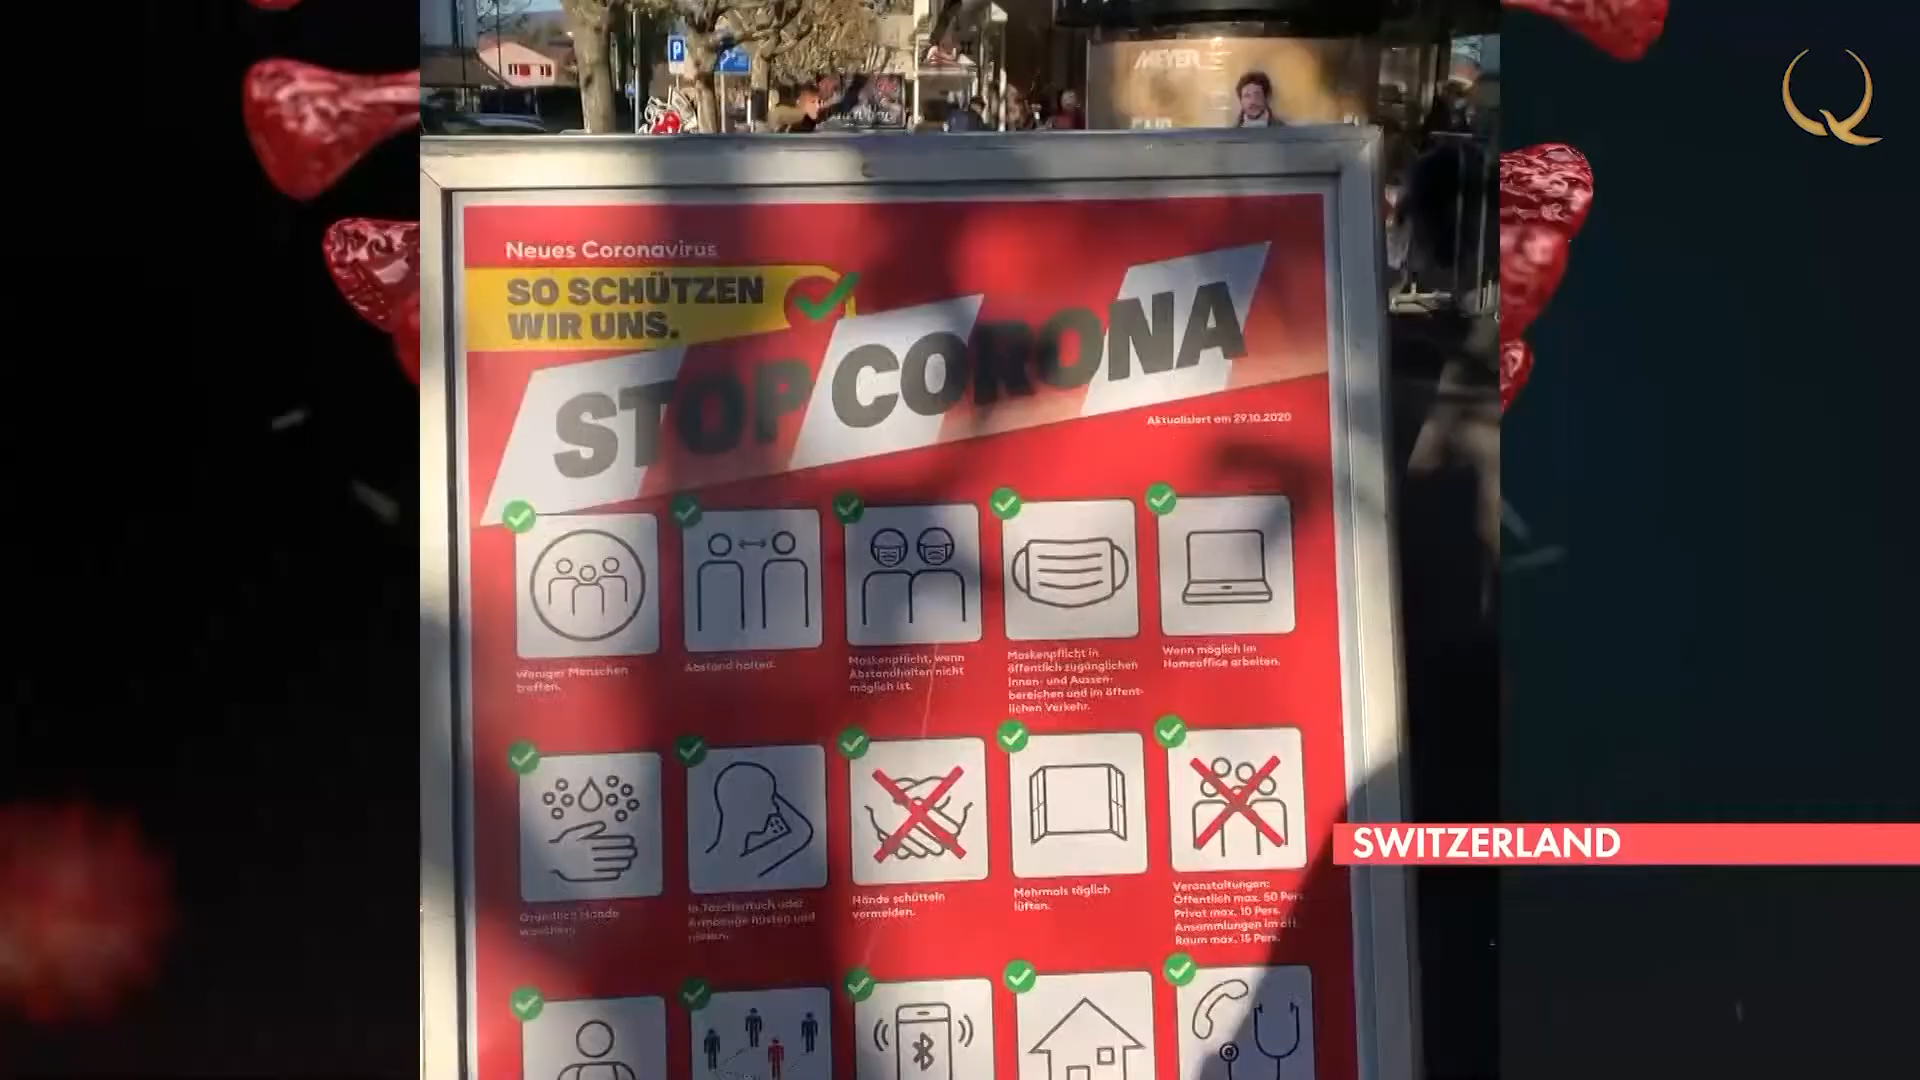 P
MEYER
Neues Coronavirus
SO SCHÜTZEN
WIR UNS.
STOP CORONA
Aktualisiert am 29.10.2020
Weniger Menschen
treffen.
Abstand halten.
Maskenpflicht, wenn
Abstandhalten nicht
möglich ist.
Maskenpflicht in
öffentlich zugänglichen
Innen- und Aussen-
bereichen und im öffent-
lichen Verkehr.
Wenn möglich im
Homeoffice arbeiten.
Gründlich Hände
waschen.
In Taschentuch oder
Armbeuge husten und
niesen.
Hände schütteln
vermeiden.
Mehrmals täglich
lüften.
Veranstaltungen:
Öffentlich max. 50 Pers.
Privat max. 10 Pers.
Ansammlungen im öff.
Raum max. 15 Pers.
SWITZERLAND